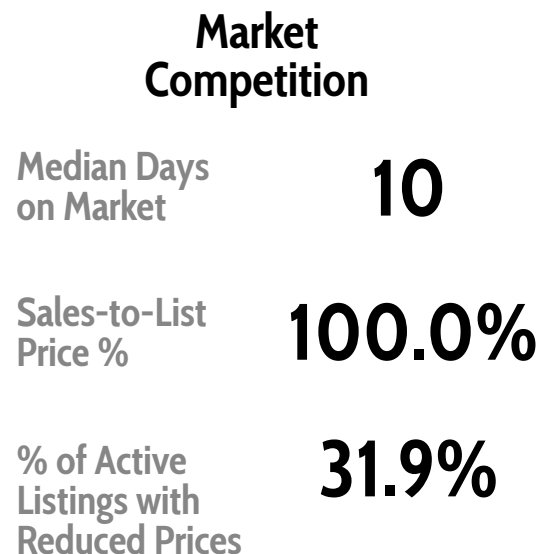 Market
Competition
Median Days
on Market
10
Sales-to-List
Price %
100.0%
% of Active
Listings with
Reduced Prices
31.9%